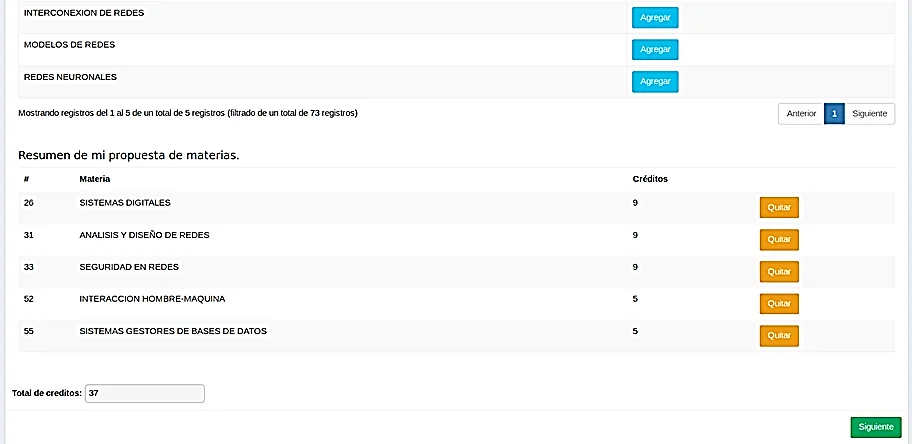 INTERCONEXION DE REDES Agregar
MODELOS DE REDES Agregar
REDES NEURONALES Agregar
Mostrando registros del 1 al 5 de un total de 5 registros (filtrado de un total de 73 registros) Anterior 1 Siguiente
Resumen de mi propuesta de materias.
# Materia Créditos
26 SISTEMAS DIGITALES 9 Quitar
31 ANALISIS Y DISEÑO DE REDES 9 Quitar
33 SEGURIDAD EN REDES 9 Quitar
52 INTERACCION HOMBRE-MAQUINA 5 Quitar
55 SISTEMAS GESTORES DE BASES DE DATOS 5 Quitar
Total de creditos: 37
Siguiente